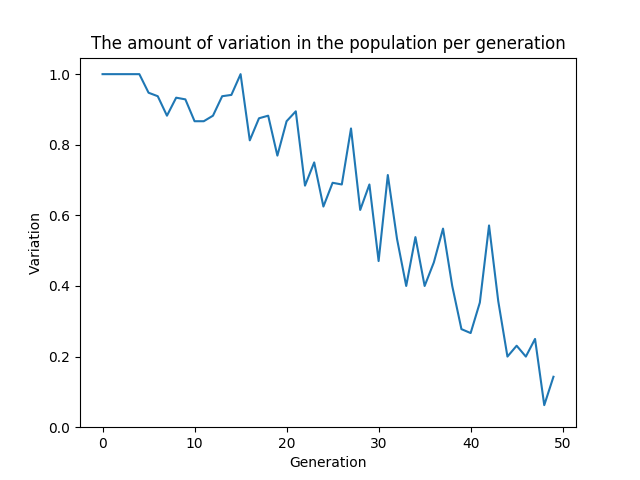 The amount of variation in the population per generation
1.0
0.8
0.6
0.4
0.2
0.0
Variation
0 10 20 30 40 50
Generation